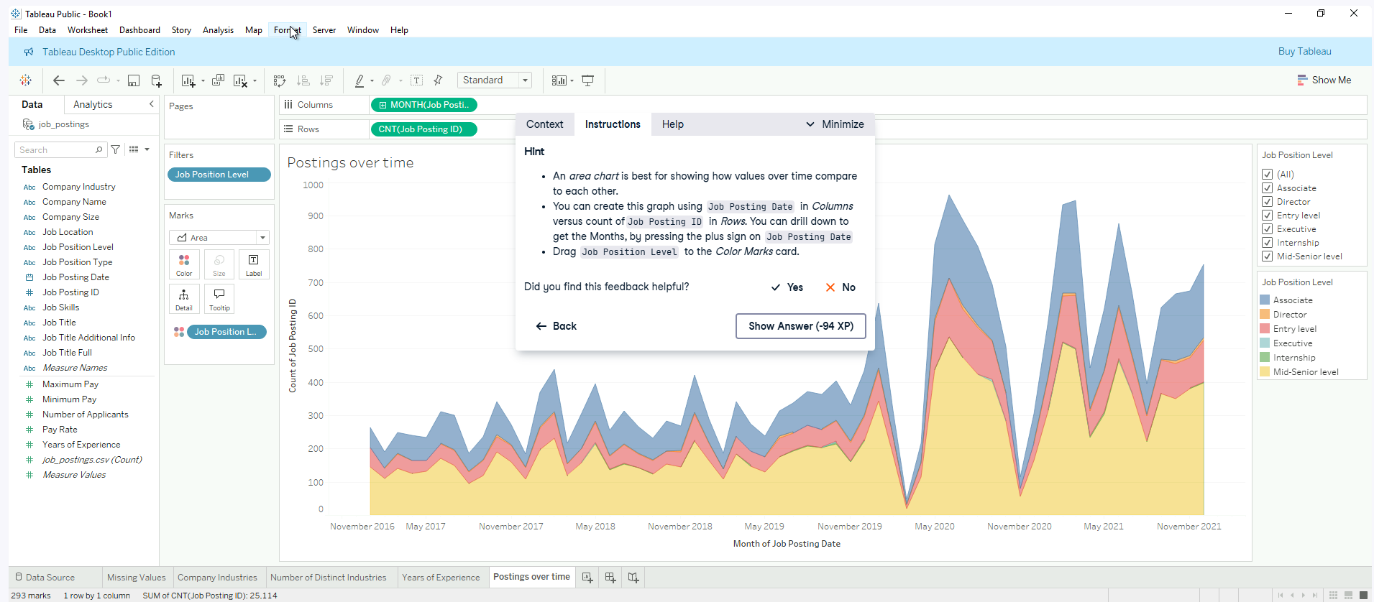 Tableau Public - Book1
File Data Worksheet Dashboard Story Analysis Map Format Server Window Help
Tableau Desktop Public Edition Buy Tableau
Standard Show Me
Data Analytics
job_postings
Search
Tables
Abc Company Industry
Abc Company Name
Abc Company Size
Abc Job Location
Abc Job Position Level
Abc Job Position Type
Job Posting Date
Job Posting ID
Abc Job Skills
Abc Job Title
Abc Job Title Additional Info
Abc Job Title Full
Abc Measure Names
# Maximum Pay
# Minimum Pay
# Number of Applicants
# Pay Rate
# Years of Experience
# job_postings.csv (Count)
# Measure Values
Pages
Filters
Job Position Level
Marks
Area
Color Size Label
Detail Tooltip
Job Position L..
Columns MONTH(Job Posti..
Rows CNT(Job Posting ID)
Postings over time
Count of Job Posting ID
1000
900
800
700
600
500
400
300
200
100
0
November 2016 May 2017 November 2017 May 2018 November 2018 May 2019 November 2019 May 2020 November 2020 May 2021 November 2021
Month of Job Posting Date
Context Instructions Help Minimize
Hint
• An area chart is best for showing how values over time compare
to each other.
• You can create this graph using Job Posting Date in Columns
versus count of Job Posting ID in Rows. You can drill down to
get the Months, by pressing the plus sign on Job Posting Date
• Drag Job Position Level to the Color Marks card.
Did you find this feedback helpful? Yes No
Back Show Answer (-94 XP)
Job Position Level
(All)
Associate
Director
Entry level
Executive
Internship
Mid-Senior level
Job Position Level
Associate
Director
Entry level
Executive
Internship
Mid-Senior level
Data Source Missing Values Company Industries Number of Distinct Industries Years of Experience Postings over time
293 marks 1 row by 1 column SUM of CNT(Job Posting ID): 25,114